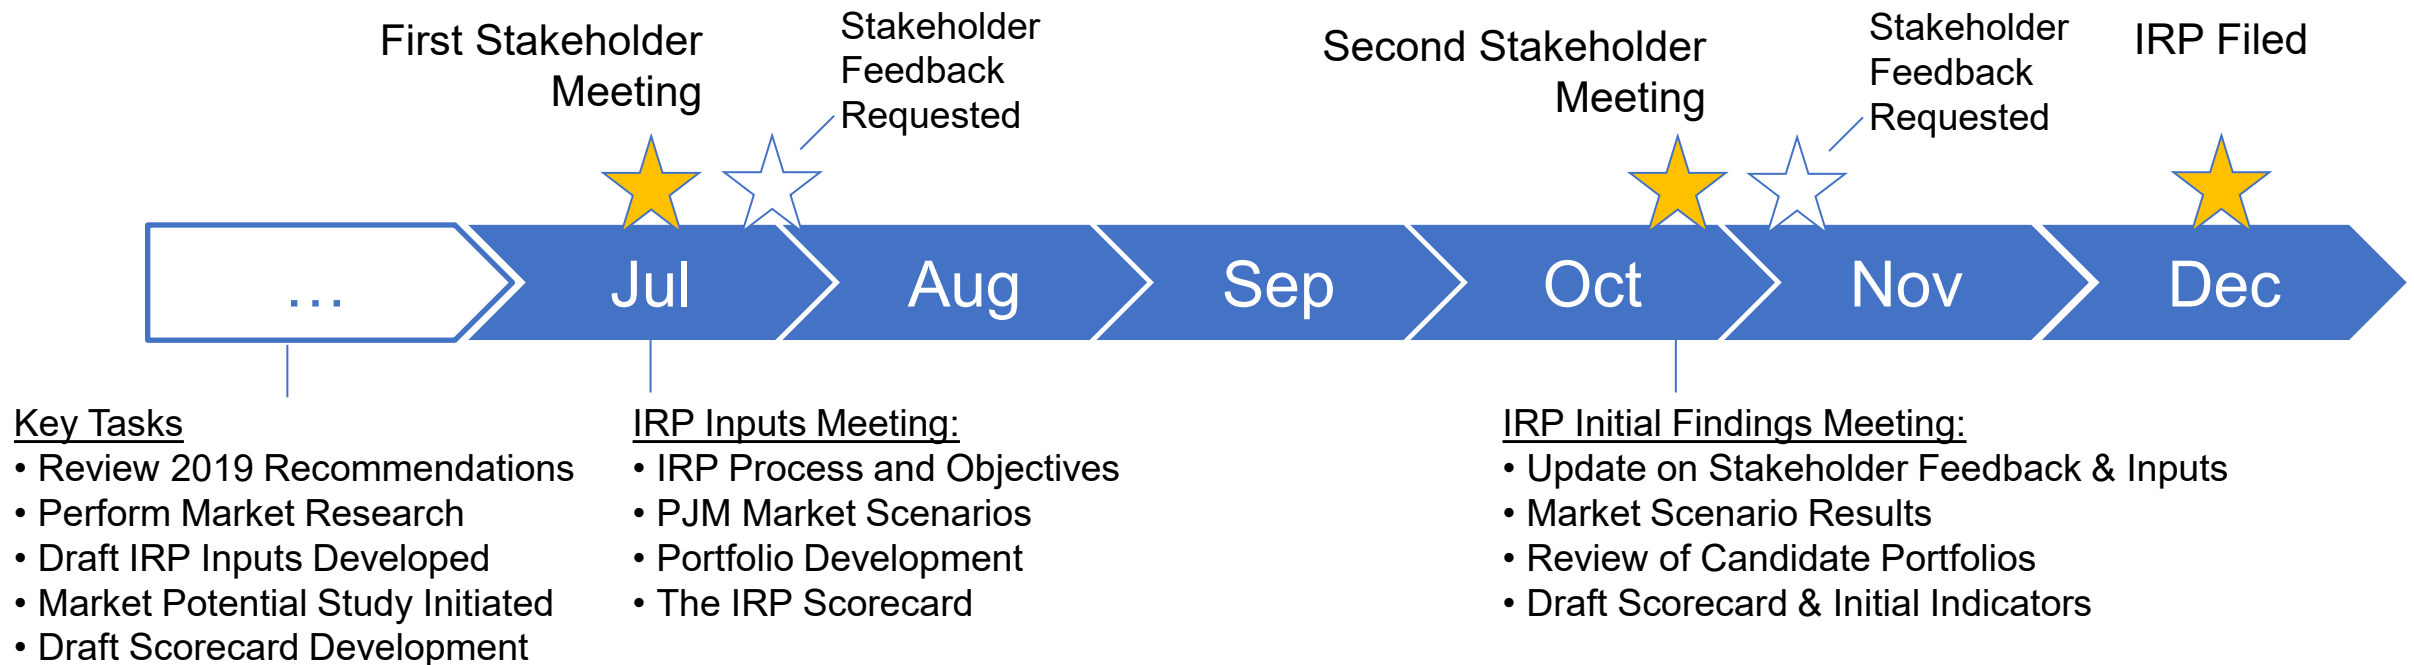 First Stakeholder
Meeting
Stakeholder
Feedback
Requested
Second Stakeholder
Meeting
Stakeholder
Feedback
Requested
IRP Filed
...
Jul
Aug
Sep
Oct
Nov
Dec
Key Tasks
• Review 2019 Recommendations
• Perform Market Research
• Draft IRP Inputs Developed
• Market Potential Study Initiated
• Draft Scorecard Development
IRP Inputs Meeting:
• IRP Process and Objectives
• PJM Market Scenarios
• Portfolio Development
• The IRP Scorecard
IRP Initial Findings Meeting:
• Update on Stakeholder Feedback & Inputs
• Market Scenario Results
• Review of Candidate Portfolios
• Draft Scorecard & Initial Indicators